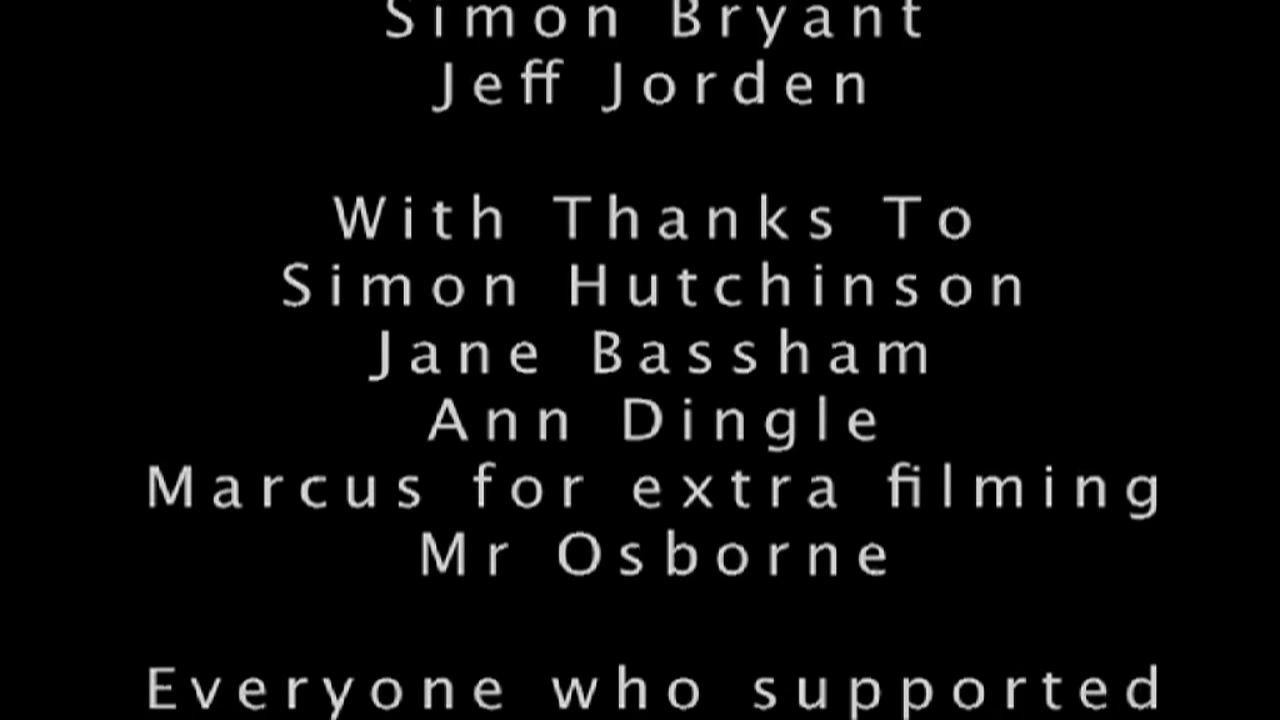 Simon Bryant
Jeff Jorden
With Thanks To
Simon Hutchinson
Jane Bassham
Ann Dingle
Marcus for extra filming
Mr Osborne
Everyone who supported